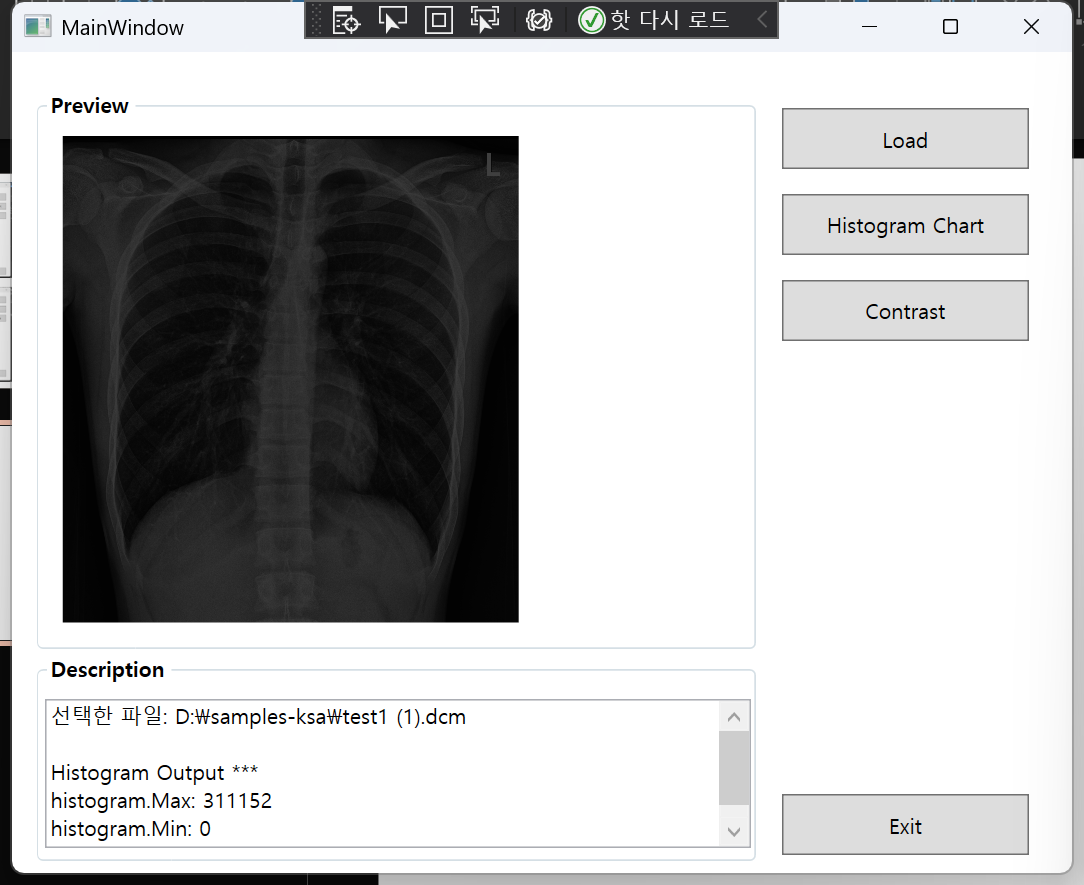 MainWindow
핫 다시 로드
Preview
L
Load
Histogram Chart
Contrast
Description
선택한 파일: D:₩samples-ksa₩test1 (1).dcm
Histogram Output ***
histogram.Max: 311152
histogram.Min: 0
Exit